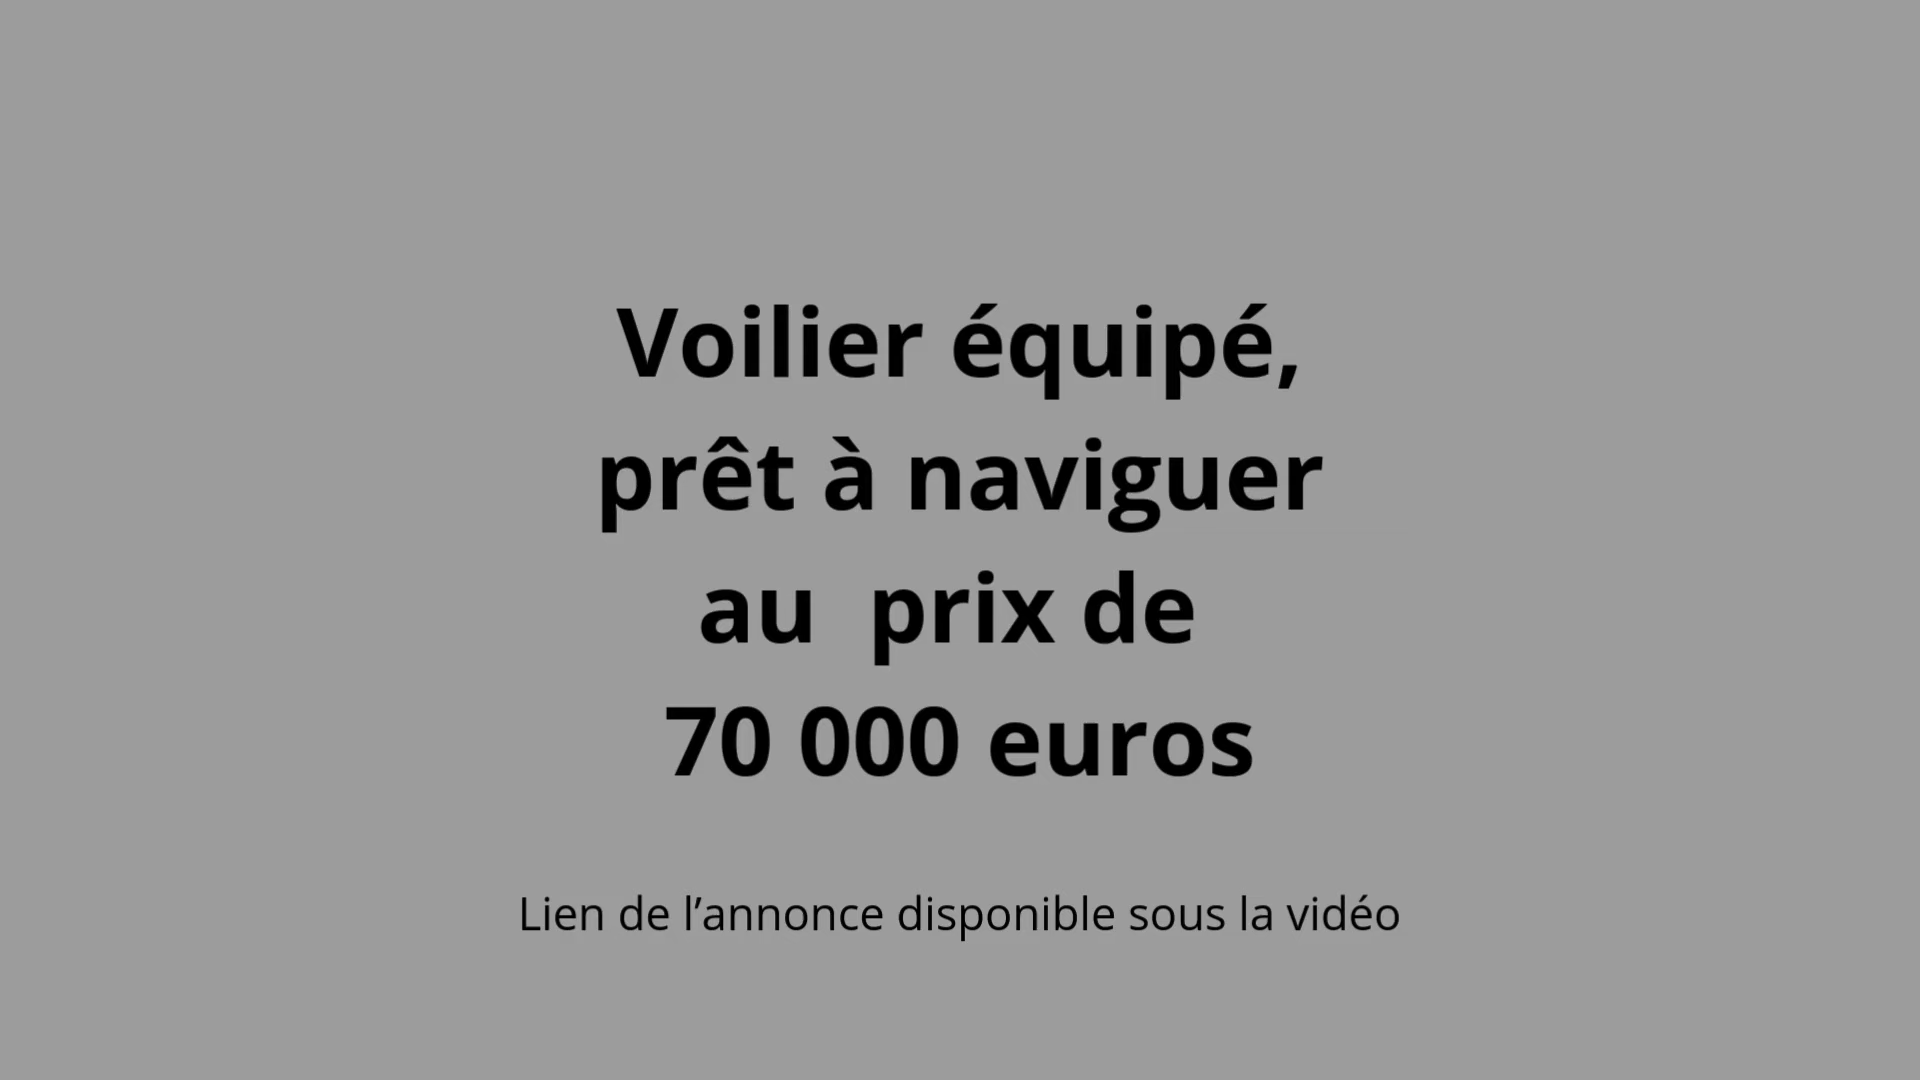 Voilier équipé,
prêt à naviguer
au  prix de
70 000 euros
Lien de l’annonce disponible sous la vidéo